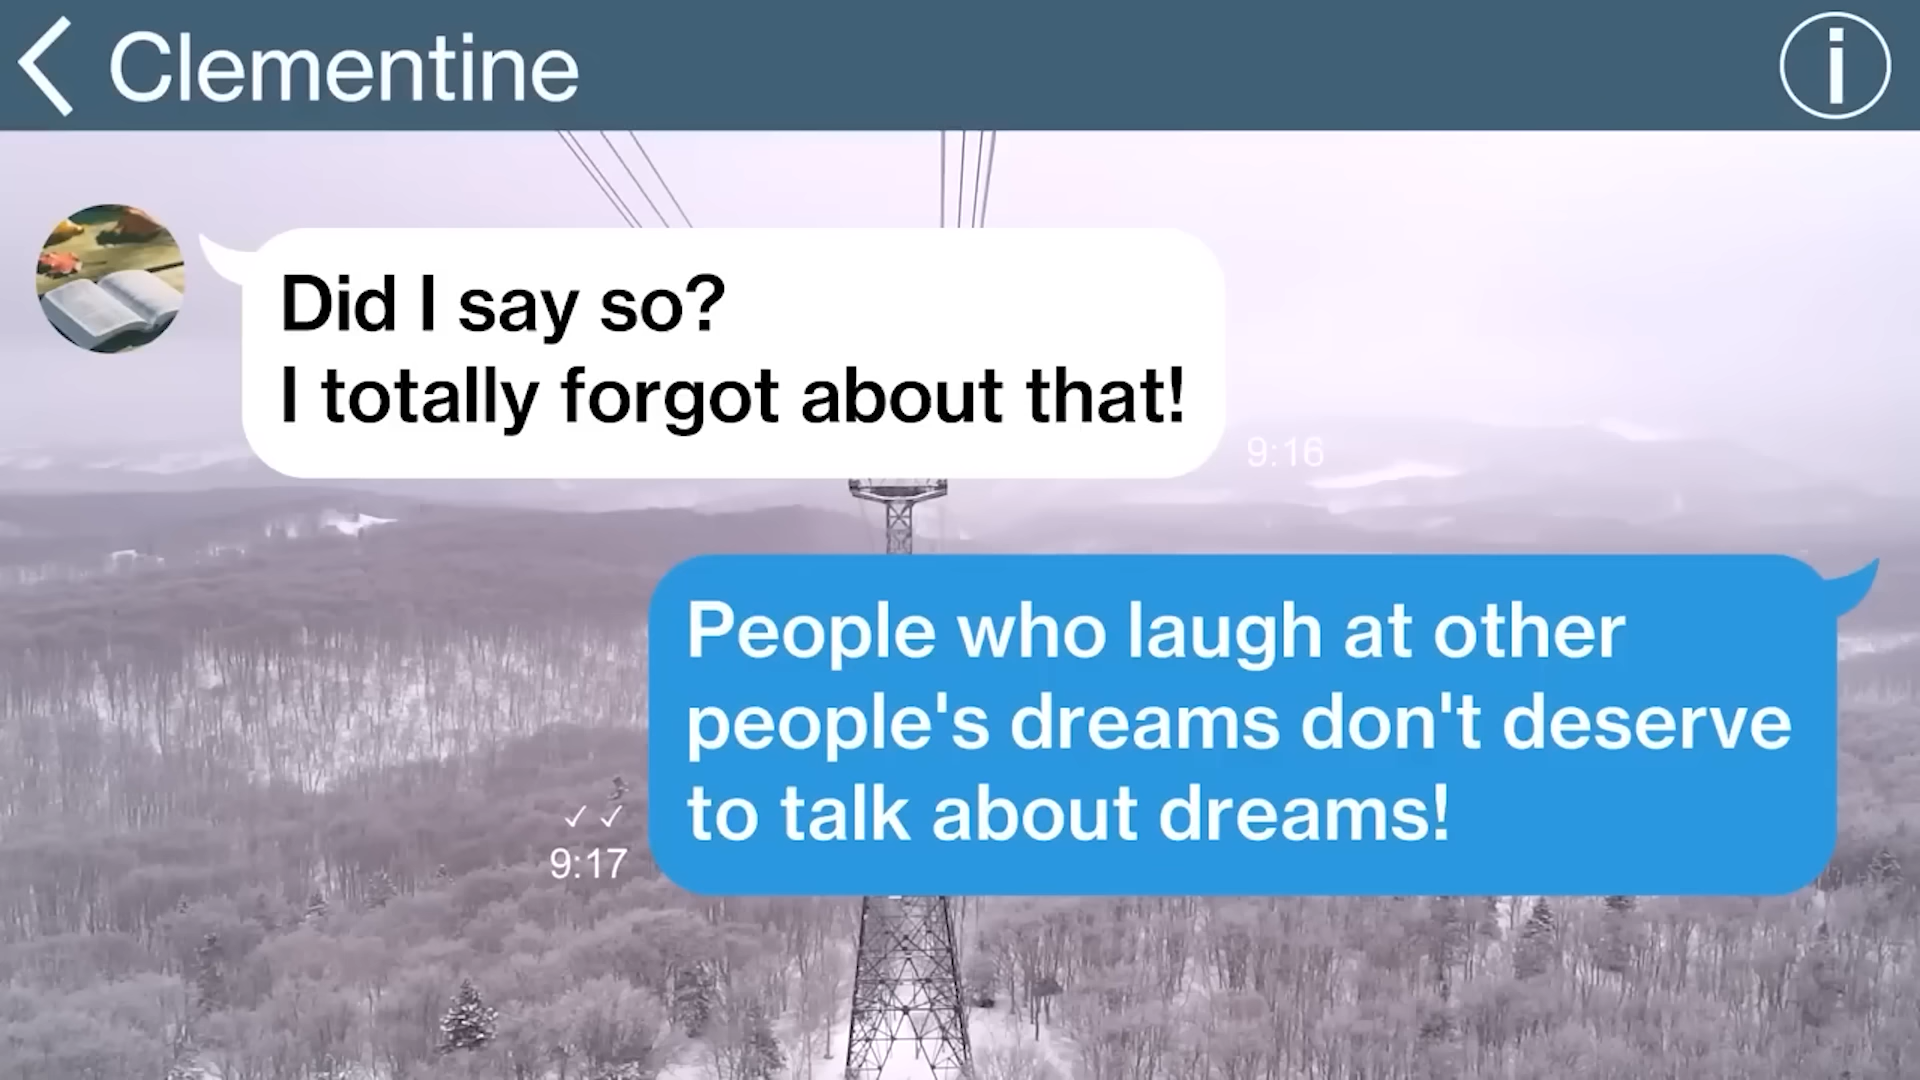 Clementine
Did I say so?
I totally forgot about that!
9:16
People who laugh at other
people's dreams don't deserve
to talk about dreams!
9:17